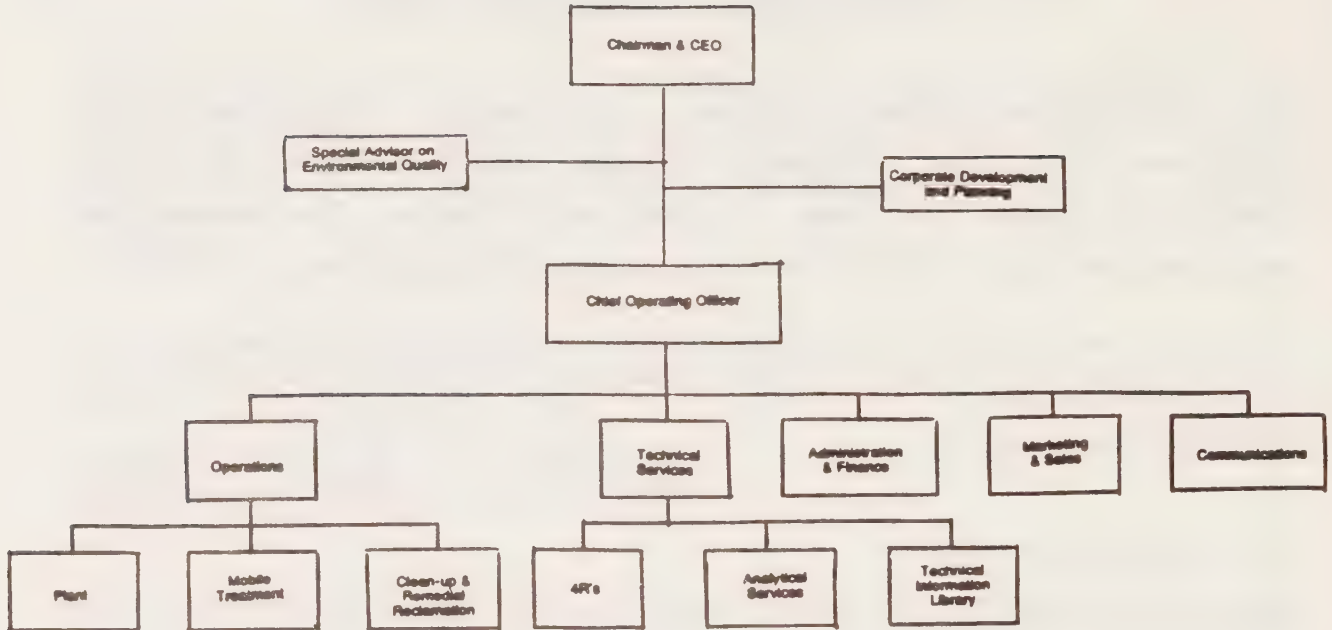 Chairman & CEO
Special Advisor on
Environmental Quality
Corporate Development
and Planning
Chief Operating Officer
Operations
Technical
Services
Administration
& Finance
Marketing
& Sales
Communications
Plant
Mobile
Treatment
Clean-up &
Remedial
Reclamation
4R's
Analytical
Services
Technical
Information
Library